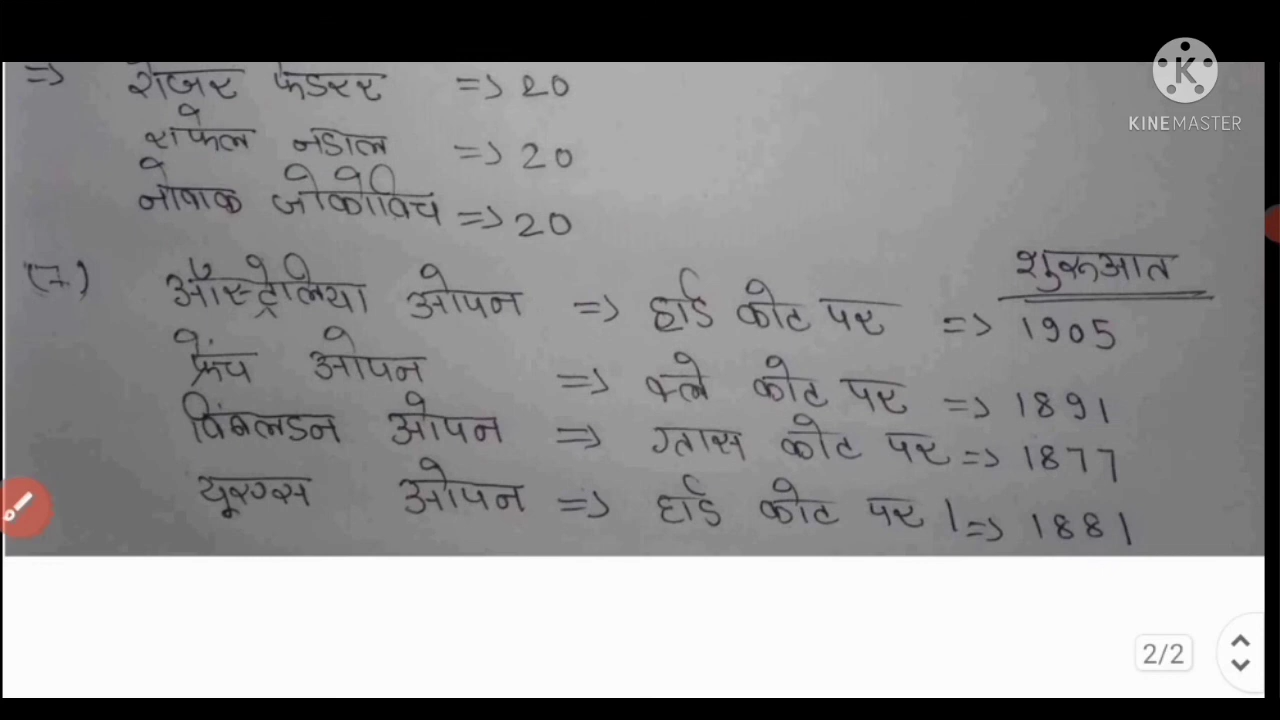 => रोजर फेडरर => 20
राफेल नडाल => 20
नोवाक जोकोविच => 20
शुरूआत
(7) ऑस्ट्रेलिया ओपन => हार्ड कोट पर => 1905
फ्रेंच ओपन => क्ले कोट पर => 1891
विंबलडन ओपन => ग्लास कोट पर => 1877
यूएस ओपन => हार्ड कोट पर । => 1881
K
KINEMASTER
2/2